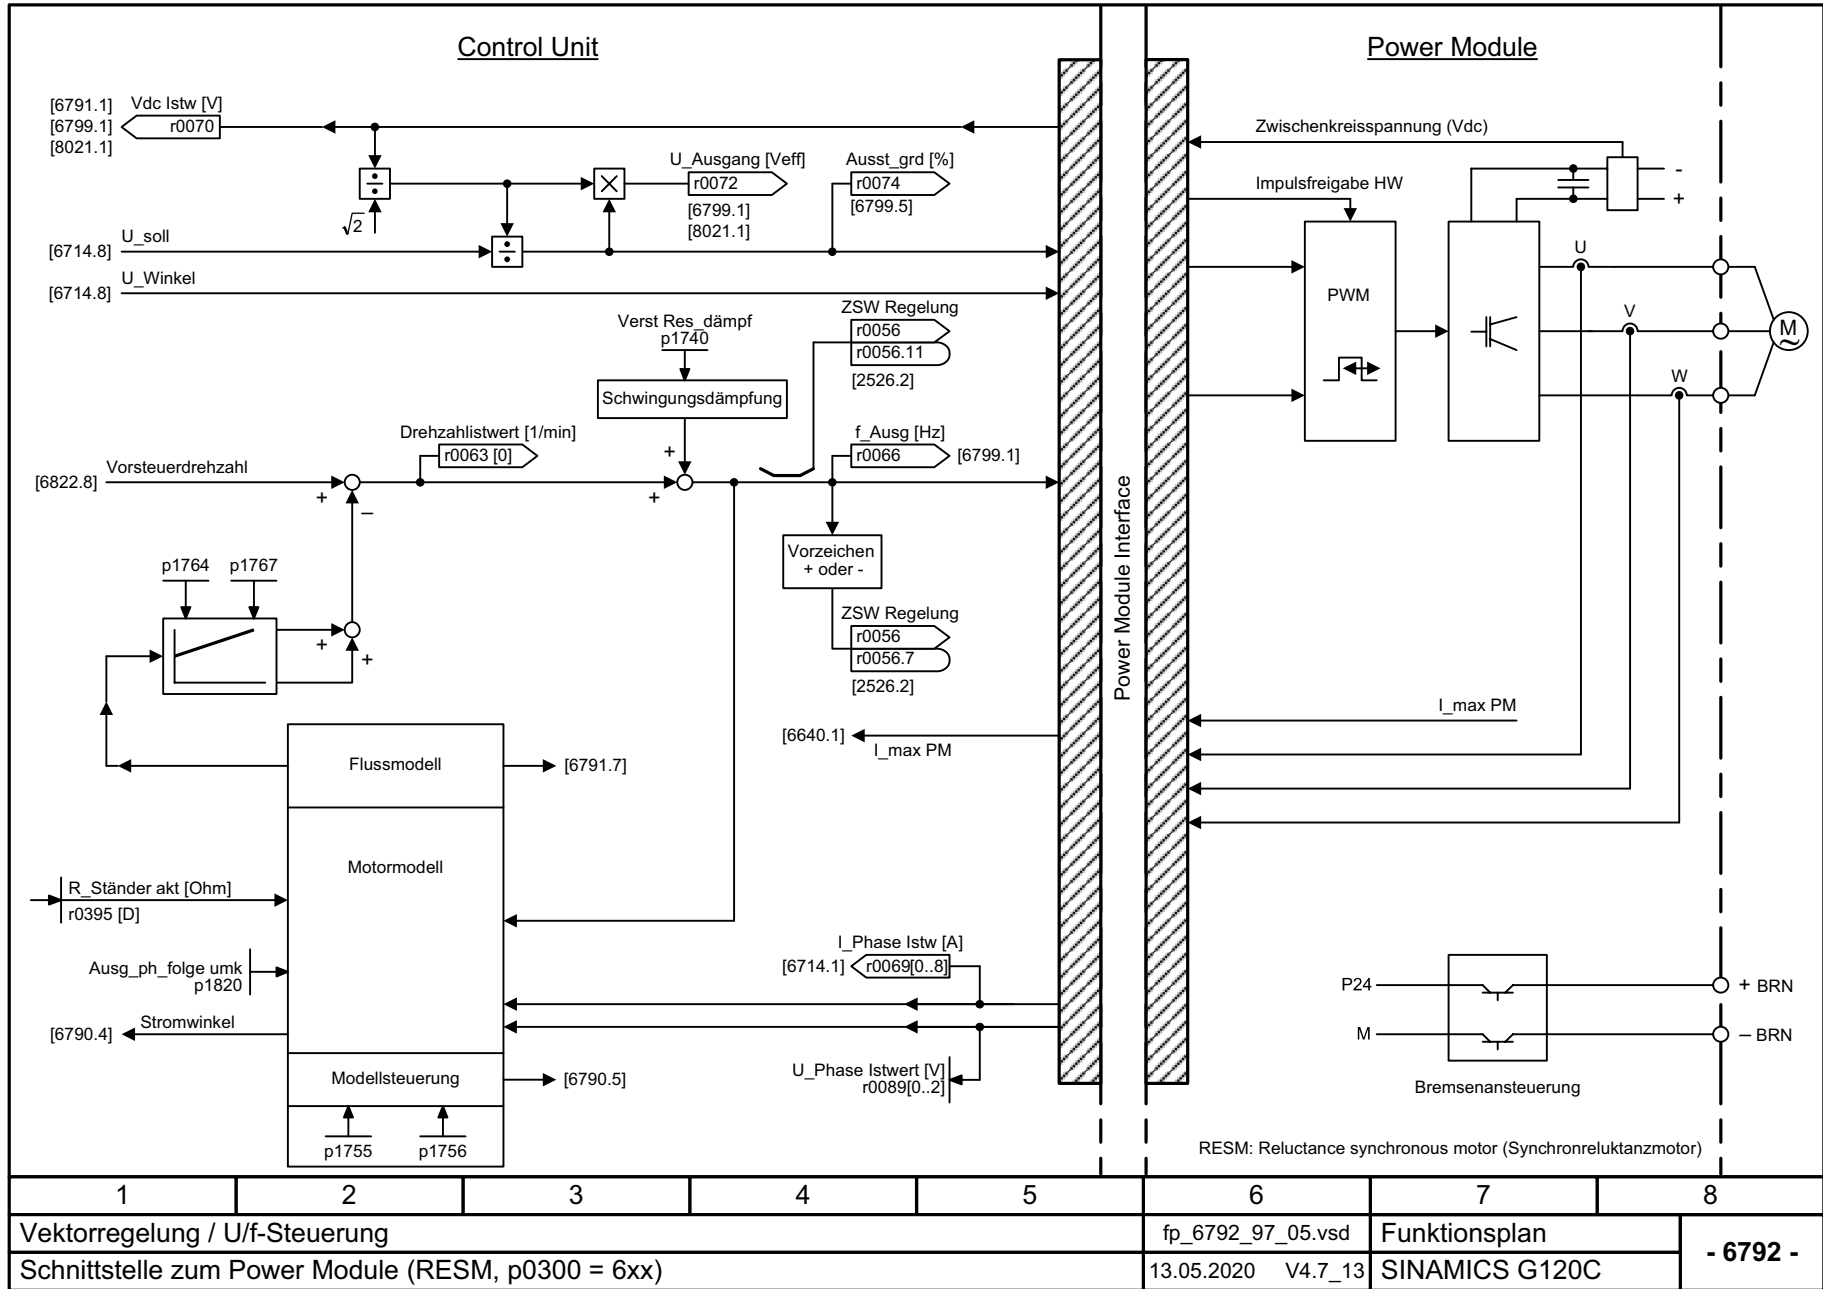 Control Unit
Power Module
[6791.1]
[6799.1]
[8021.1]
Vdc Istw [V]
r0070
÷
√2
×
U_Ausgang [Veff]
r0072
[6799.1]
[8021.1]
Ausst_grd [%]
r0074
[6799.5]
[6714.8]
U_soll
÷
[6714.8]
U_Winkel
Verst Res_dämpf
p1740
Schwingungsdämpfung
ZSW Regelung
r0056
r0056.11
[2526.2]
Drehzahlistwert [1/min]
r0063 [0]
f_Ausg [Hz]
r0066
[6799.1]
[6822.8]
Vorsteuerdrehzahl
+
–
+
+
Vorzeichen
+ oder -
ZSW Regelung
r0056
r0056.7
[2526.2]
p1764
p1767
+
+
[6640.1]
I_max PM
Flussmodell
[6791.7]
Motormodell
R_Ständer akt [Ohm]
r0395 [D]
Ausg_ph_folge umk
p1820
[6790.4]
Stromwinkel
I_Phase Istw [A]
[6714.1]
r0069[0..8]
U_Phase Istwert [V]
r0089[0..2]
Modellsteuerung
[6790.5]
p1755
p1756
Power Module Interface
Zwischenkreisspannung (Vdc)
Impulsfreigabe HW
-
+
PWM
U
V
W
M
~
I_max PM
P24
M
+ BRN
– BRN
Bremsenansteuerung
RESM: Reluctance synchronous motor (Synchronreluktanzmotor)
1 2 3 4 5 6 7 8
Vektorregelung / U/f-Steuerung
fp_6792_97_05.vsd
Funktionsplan
- 6792 -
Schnittstelle zum Power Module (RESM, p0300 = 6xx)
13.05.2020 V4.7_13
SINAMICS G120C